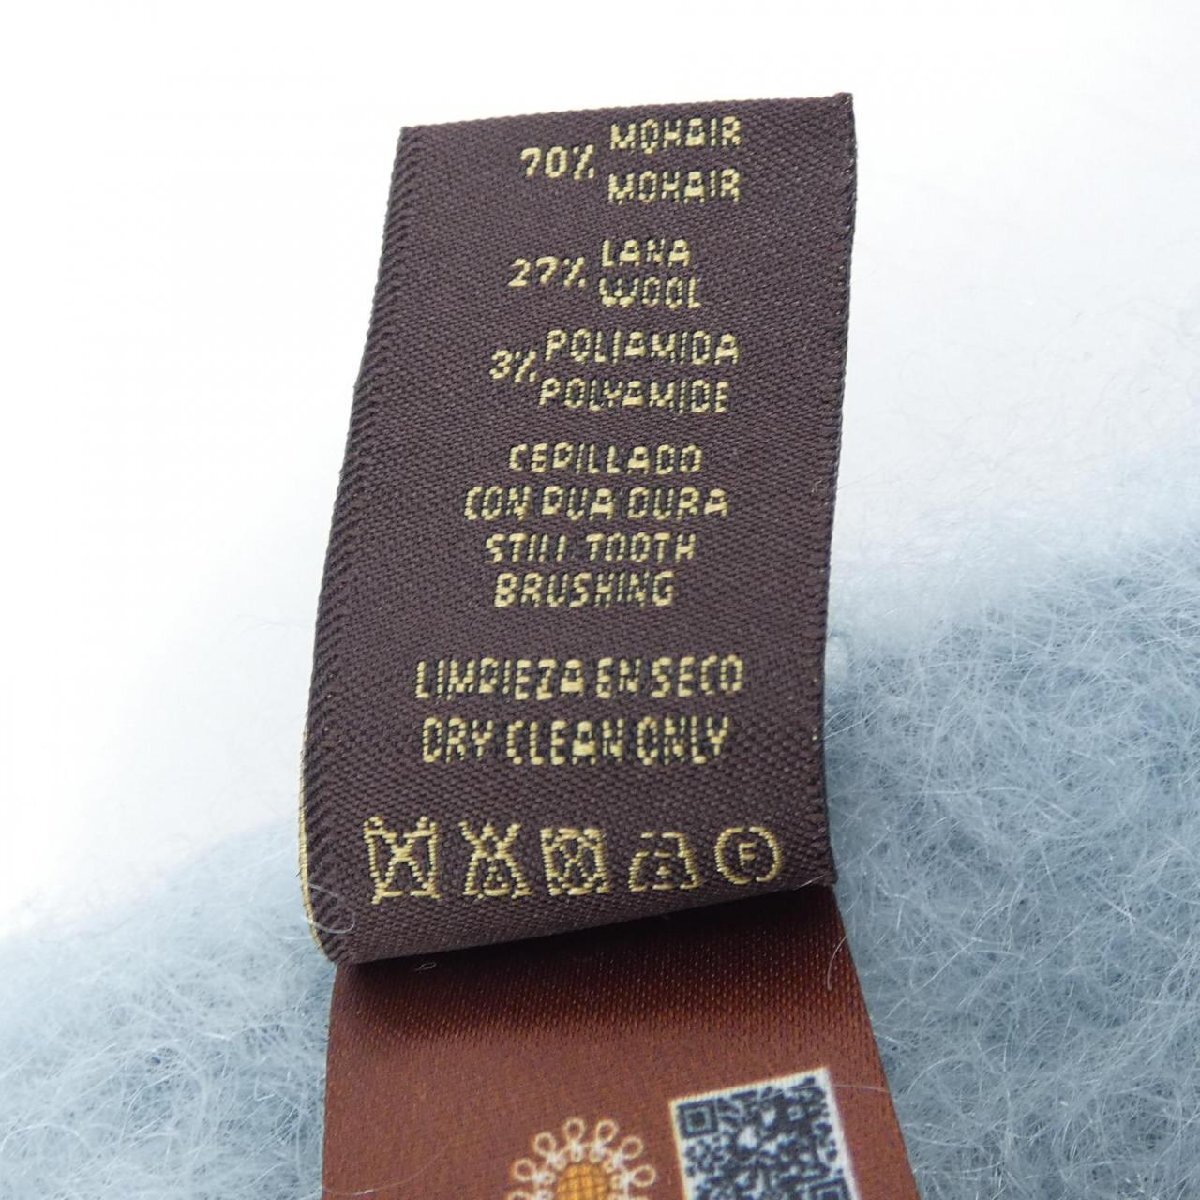 70% MOHAIR
MOHAIR
27% LANA
WOOL
3% POLIAMIDA
POLYAMIDE
CEPILLADO
CON PUA DURA
STILL TOOTH
BRUSHING
LIMPIEZA EN SECO
DRY CLEAN ONLY
F